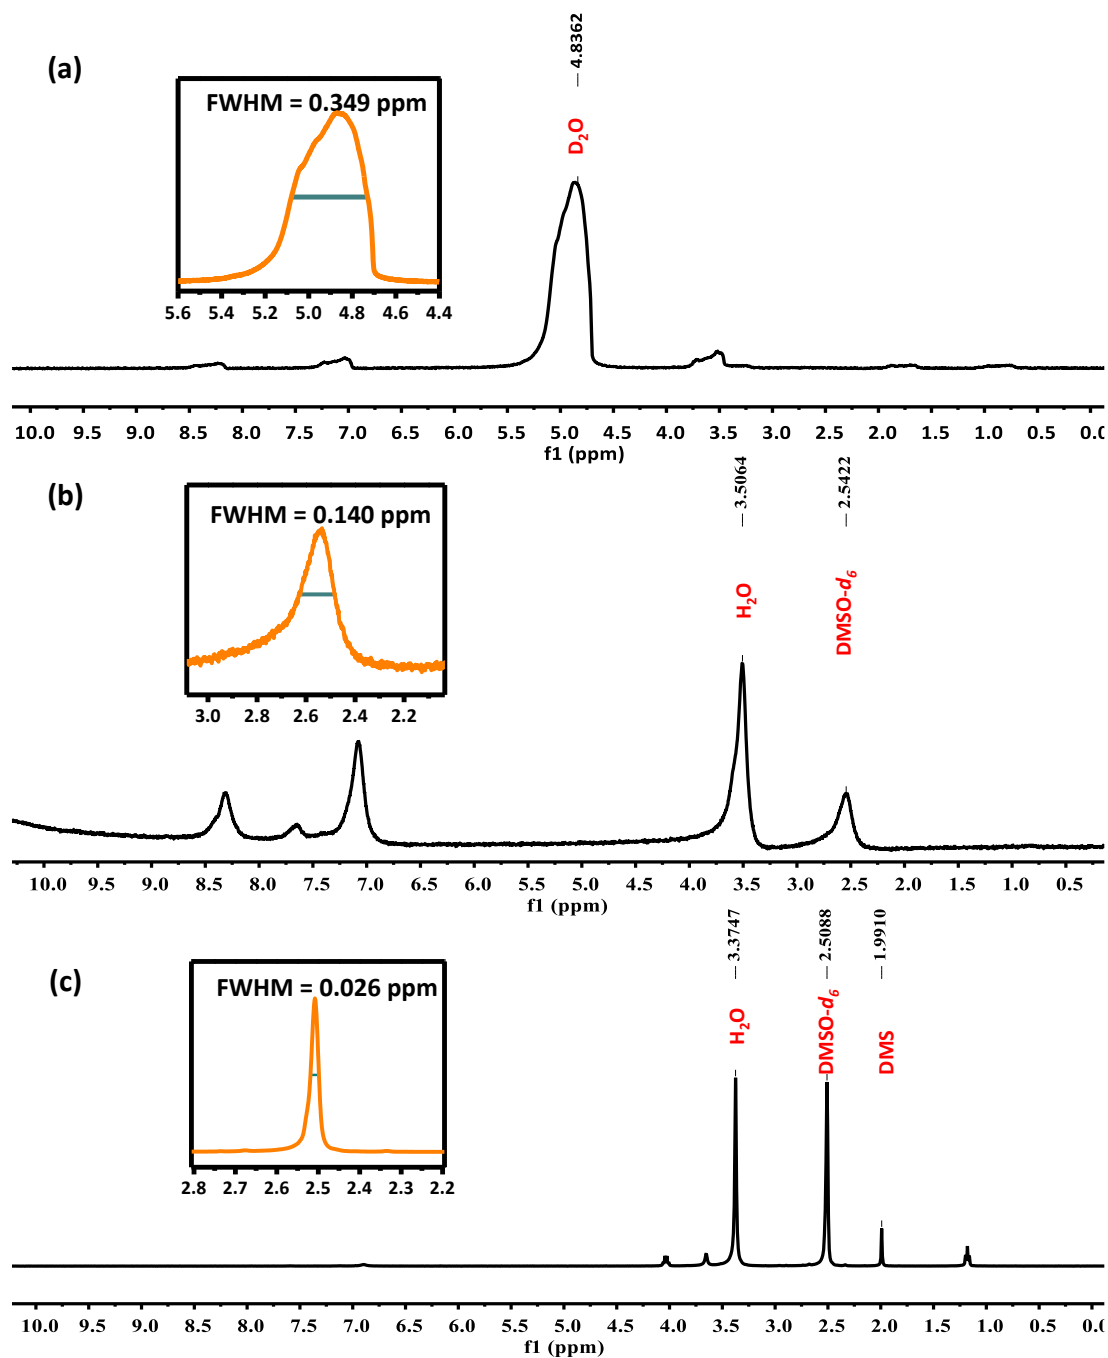 (a)
FWHM = 0.349 ppm
5.6 5.4 5.2 5.0 4.8 4.6 4.4
— 4.8362
D₂O
10.0 9.5 9.0 8.5 8.0 7.5 7.0 6.5 6.0 5.5 5.0 4.5 4.0 3.5 3.0 2.5 2.0 1.5 1.0 0.5 0.0
f1 (ppm)
(b)
FWHM = 0.140 ppm
3.0 2.8 2.6 2.4 2.2
— 3.5064
— 2.5422
H₂O
DMSO-d₆
10.0 9.5 9.0 8.5 8.0 7.5 7.0 6.5 6.0 5.5 5.0 4.5 4.0 3.5 3.0 2.5 2.0 1.5 1.0 0.5
f1 (ppm)
(c)
FWHM = 0.026 ppm
2.8 2.7 2.6 2.5 2.4 2.3 2.2
— 3.3747
— 2.5088
— 1.9910
H₂O
DMSO-d₆
DMS
10.0 9.5 9.0 8.5 8.0 7.5 7.0 6.5 6.0 5.5 5.0 4.5 4.0 3.5 3.0 2.5 2.0 1.5 1.0 0.5 0.0
f1 (ppm)